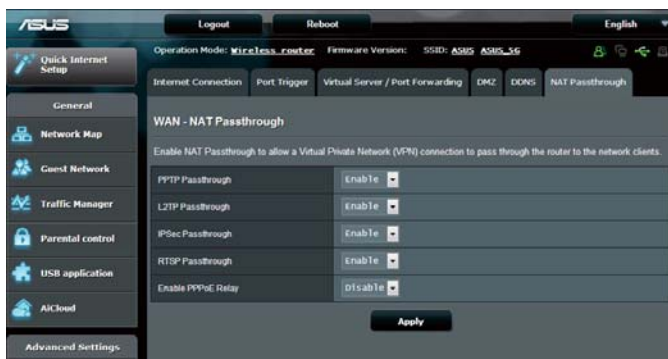 ASUS
Logout
Reboot
English
Quick Internet Setup
Operation Mode: Wireless router Firmware Version: SSID: ASUS ASUS_5G
Internet Connection
Port Trigger
Virtual Server / Port Forwarding
DMZ
DDNS
NAT Passthrough
General
Network Map
Guest Network
Traffic Manager
Parental control
USB application
AiCloud
Advanced Settings
WAN - NAT Passthrough
Enable NAT Passthrough to allow a Virtual Private Network (VPN) connection to pass through the router to the network clients.
PPTP Passthrough Enable
L2TP Passthrough Enable
IPSec Passthrough Enable
RTSP Passthrough Enable
Enable PPPoE Relay Disable
Apply